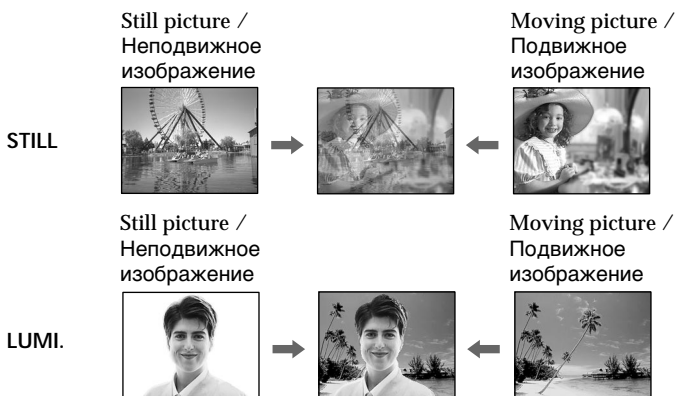 Still picture /
Неподвижное
изображение
Moving picture /
Подвижное
изображение
STILL
Still picture /
Неподвижное
изображение
Moving picture /
Подвижное
изображение
LUMI.